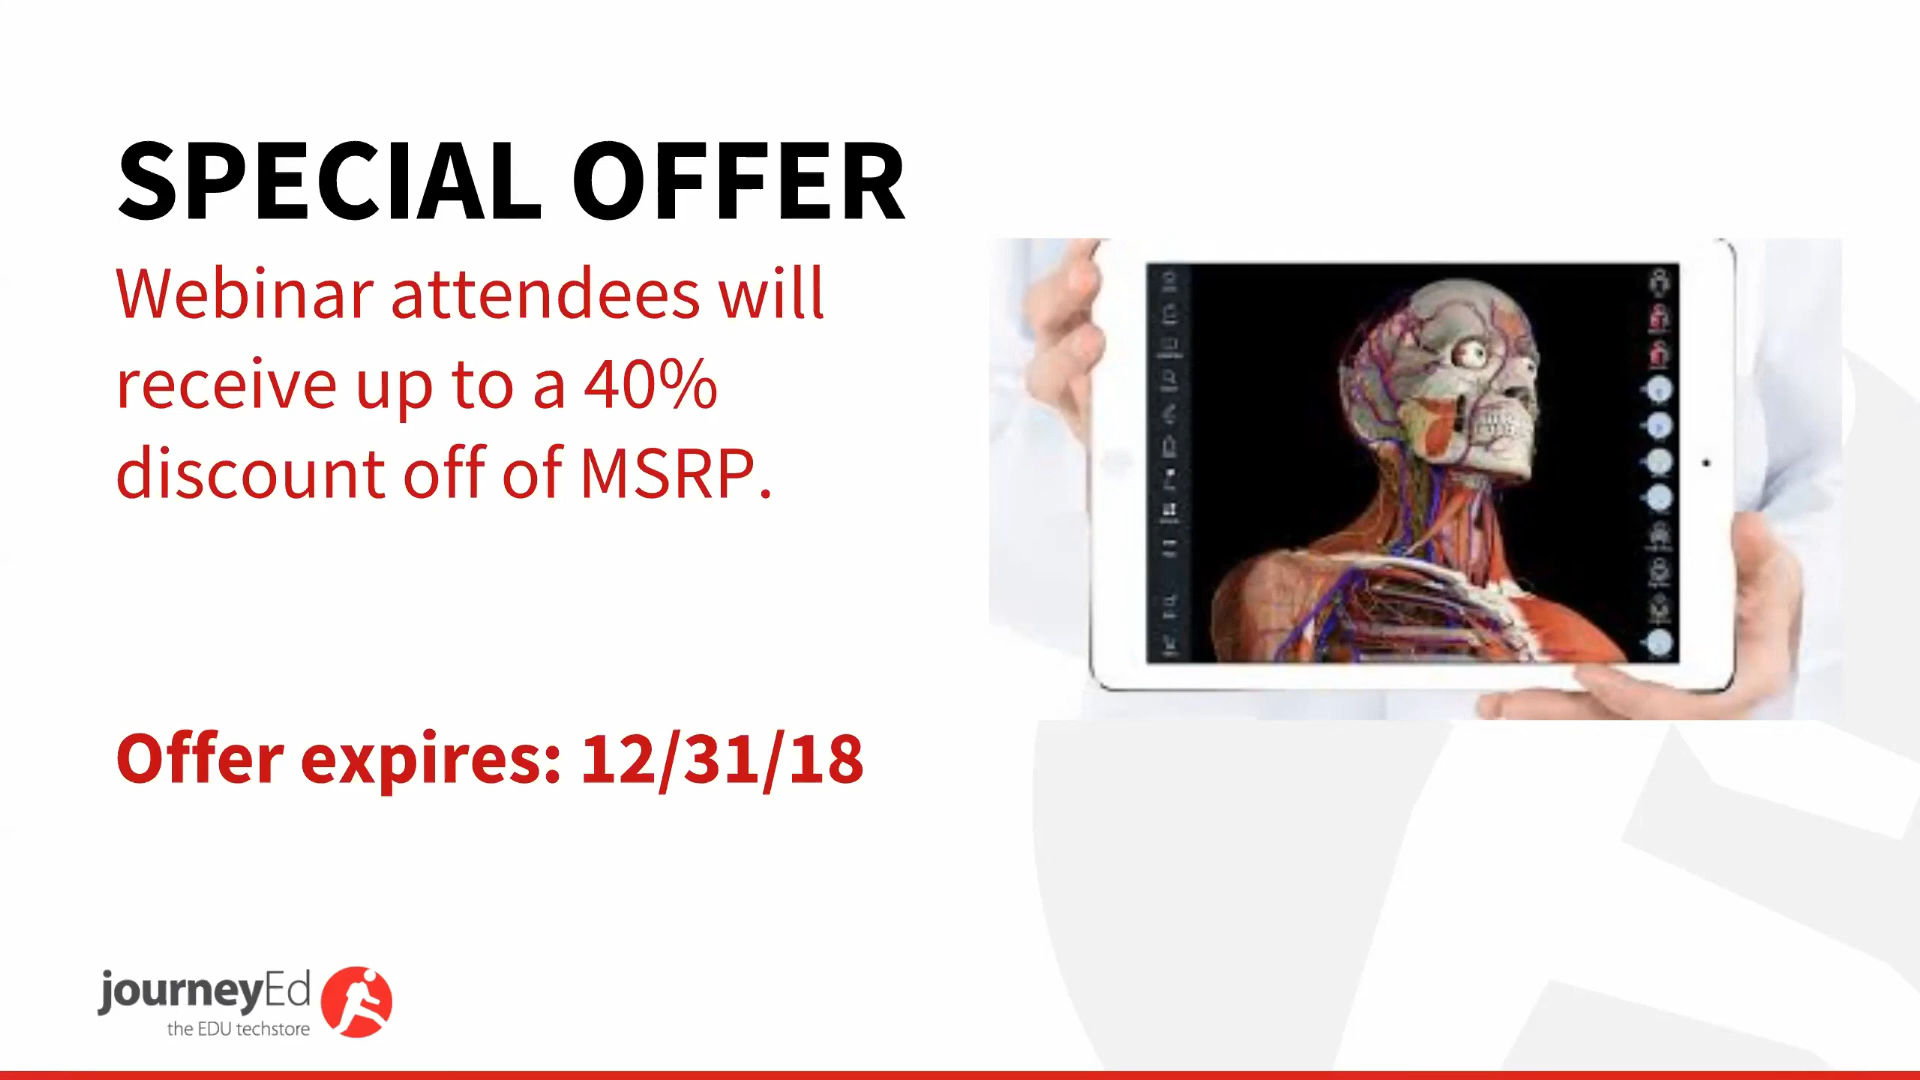 SPECIAL OFFER
Webinar attendees will
receive up to a 40%
discount off of MSRP.
Offer expires: 12/31/18
journeyEd
the EDU techstore